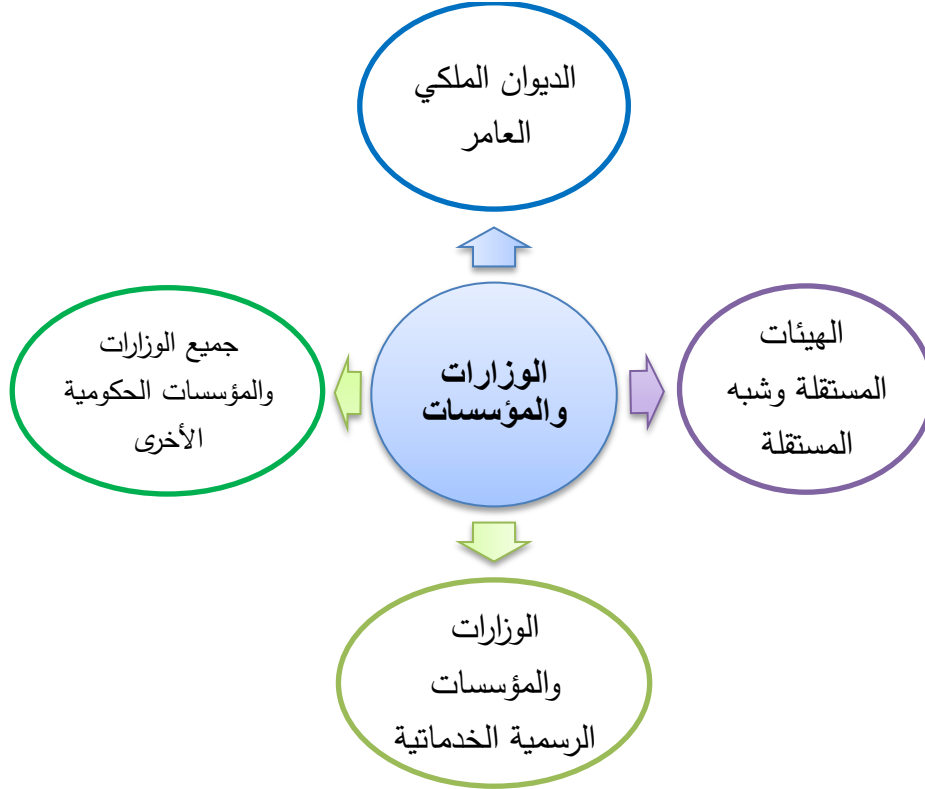 الديوان الملكي
العامر
الهيئات
المستقلة وشبه
المستقلة
الوزارات
والمؤسسات
جميع الوزارات
والمؤسسات الحكومية
الأخرى
الوزارات
والمؤسسات
الرسمية الخدماتية